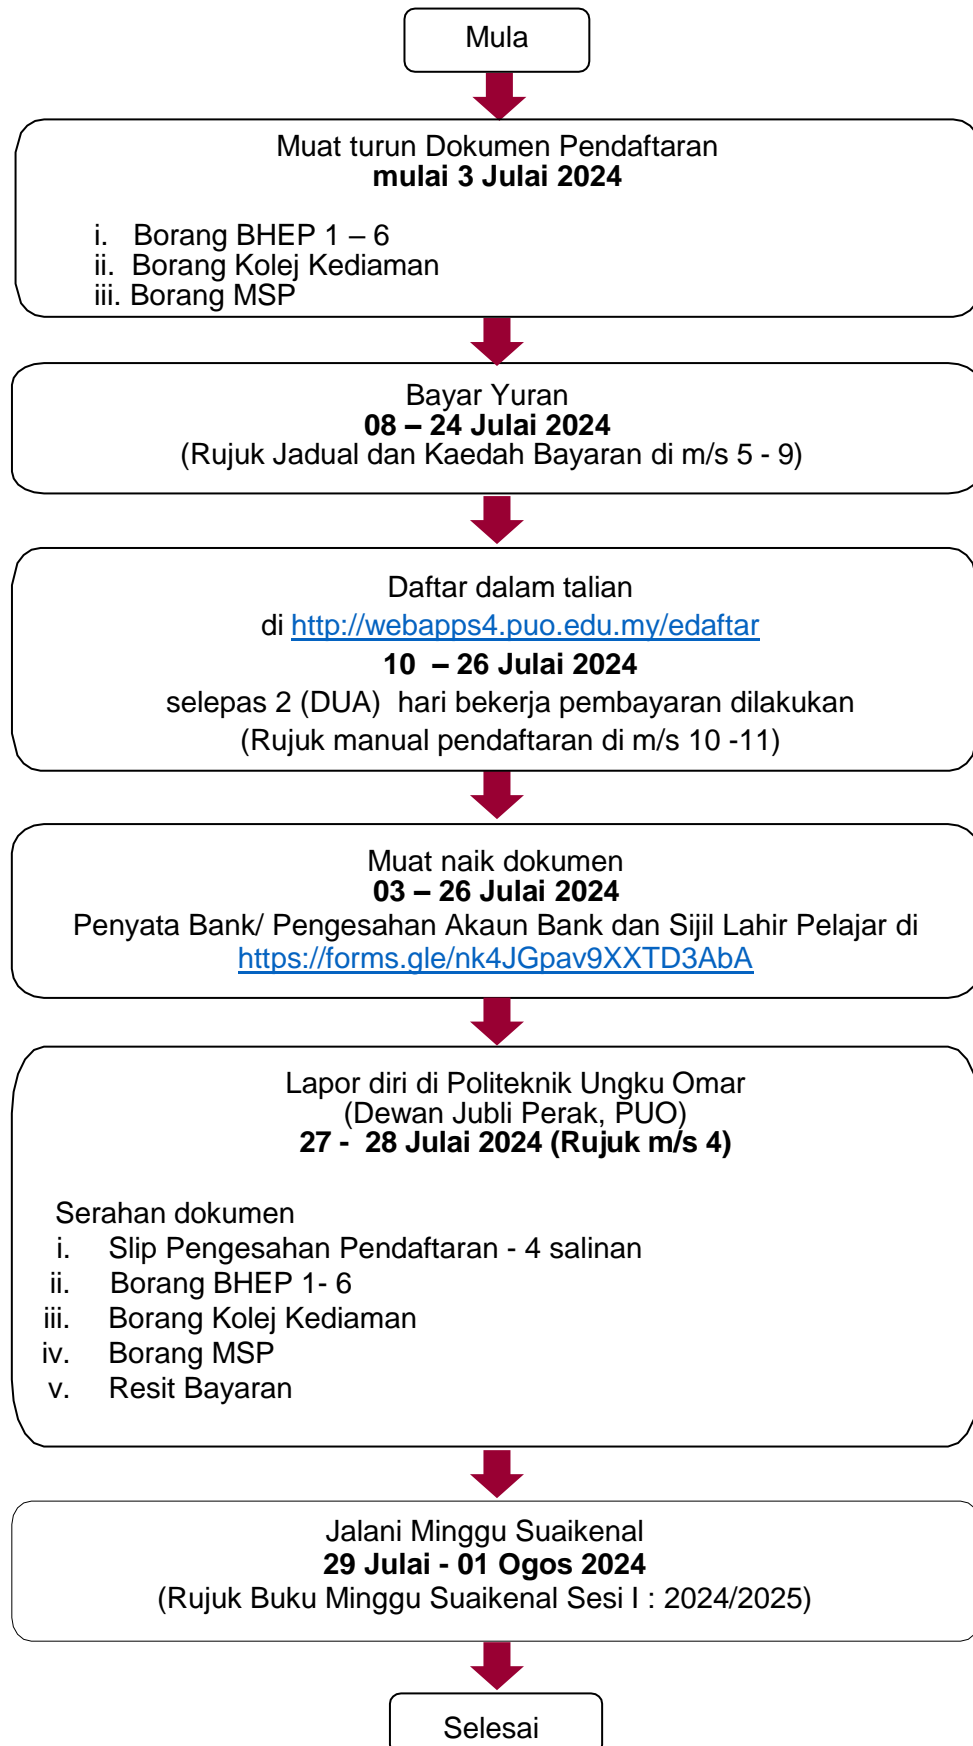 Mula
Muat turun Dokumen Pendaftaran
mulai 3 Julai 2024
i. Borang BHEP 1 – 6
ii. Borang Kolej Kediaman
iii. Borang MSP
Bayar Yuran
08 – 24 Julai 2024
(Rujuk Jadual dan Kaedah Bayaran di m/s 5 - 9)
Daftar dalam talian
di http://webapps4.puo.edu.my/edaftar
10 – 26 Julai 2024
selepas 2 (DUA) hari bekerja pembayaran dilakukan
(Rujuk manual pendaftaran di m/s 10 -11)
Muat naik dokumen
03 – 26 Julai 2024
Penyata Bank/ Pengesahan Akaun Bank dan Sijil Lahir Pelajar di
https://forms.gle/nk4JGpav9XXTD3AbA
Lapor diri di Politeknik Ungku Omar
(Dewan Jubli Perak, PUO)
27 - 28 Julai 2024 (Rujuk m/s 4)
Serahan dokumen
i. Slip Pengesahan Pendaftaran - 4 salinan
ii. Borang BHEP 1- 6
iii. Borang Kolej Kediaman
iv. Borang MSP
v. Resit Bayaran
Jalani Minggu Suaikenal
29 Julai - 01 Ogos 2024
(Rujuk Buku Minggu Suaikenal Sesi I : 2024/2025)
Selesai